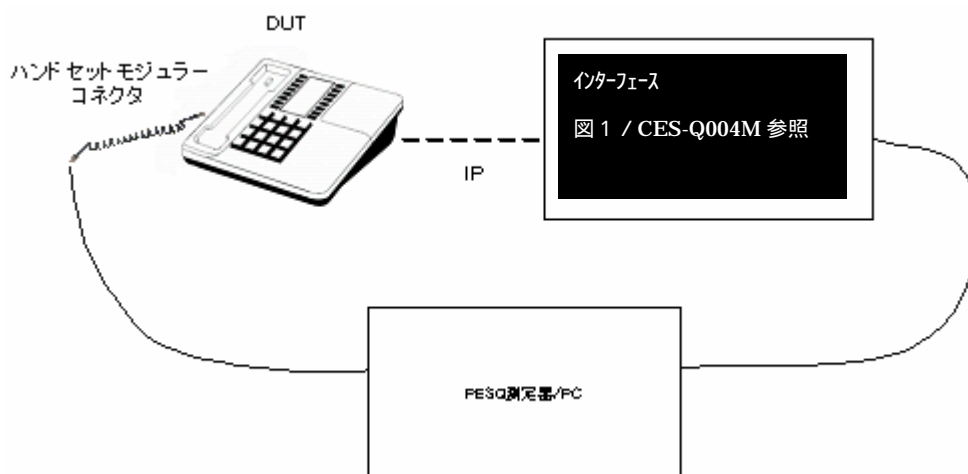 DUT
ハンドセットモジュラー
コネクタ
インターフェース
図1 / CES-Q004M 参照
IP
PESQ測定器/PC